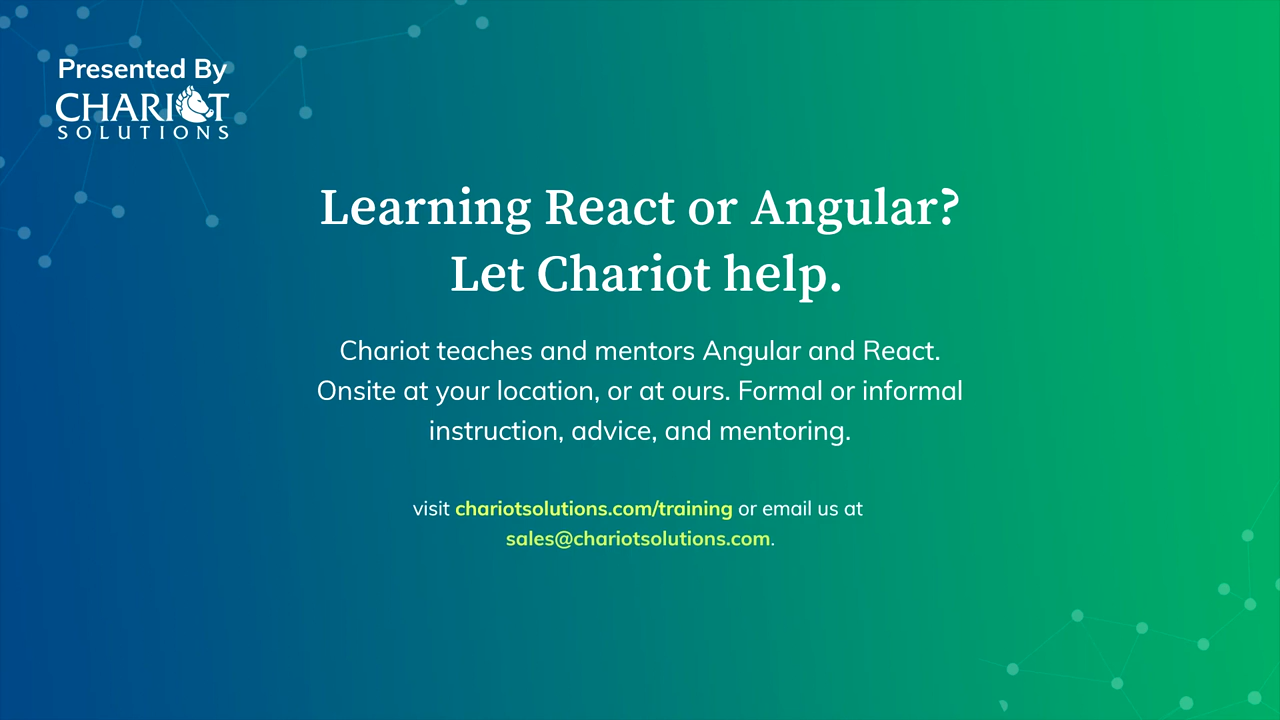 Presented By
CHARIOT
SOLUTIONS
Learning React or Angular?
Let Chariot help.
Chariot teaches and mentors Angular and React.
Onsite at your location, or at ours. Formal or informal
instruction, advice, and mentoring.
visit chariotsolutions.com/training or email us at
sales@chariotsolutions.com.